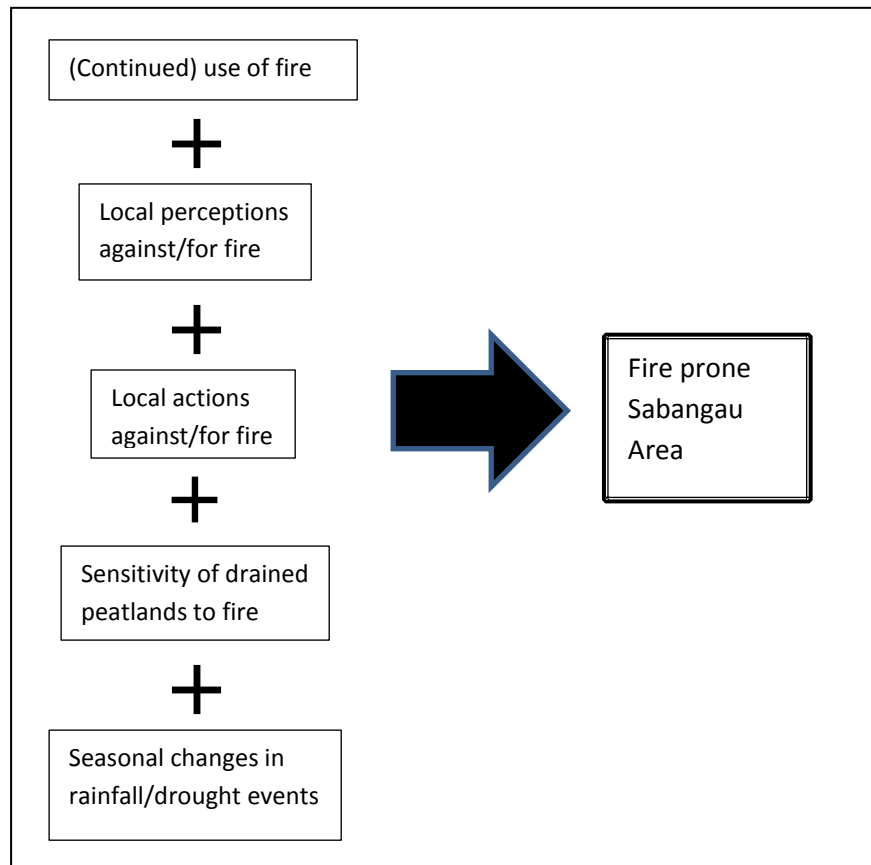 (Continued) use of fire
+
Local perceptions
against/for fire
+
Local actions
against/for fire
+
Sensitivity of drained
peatlands to fire
+
Seasonal changes in
rainfall/drought events
Fire prone
Sabangau
Area